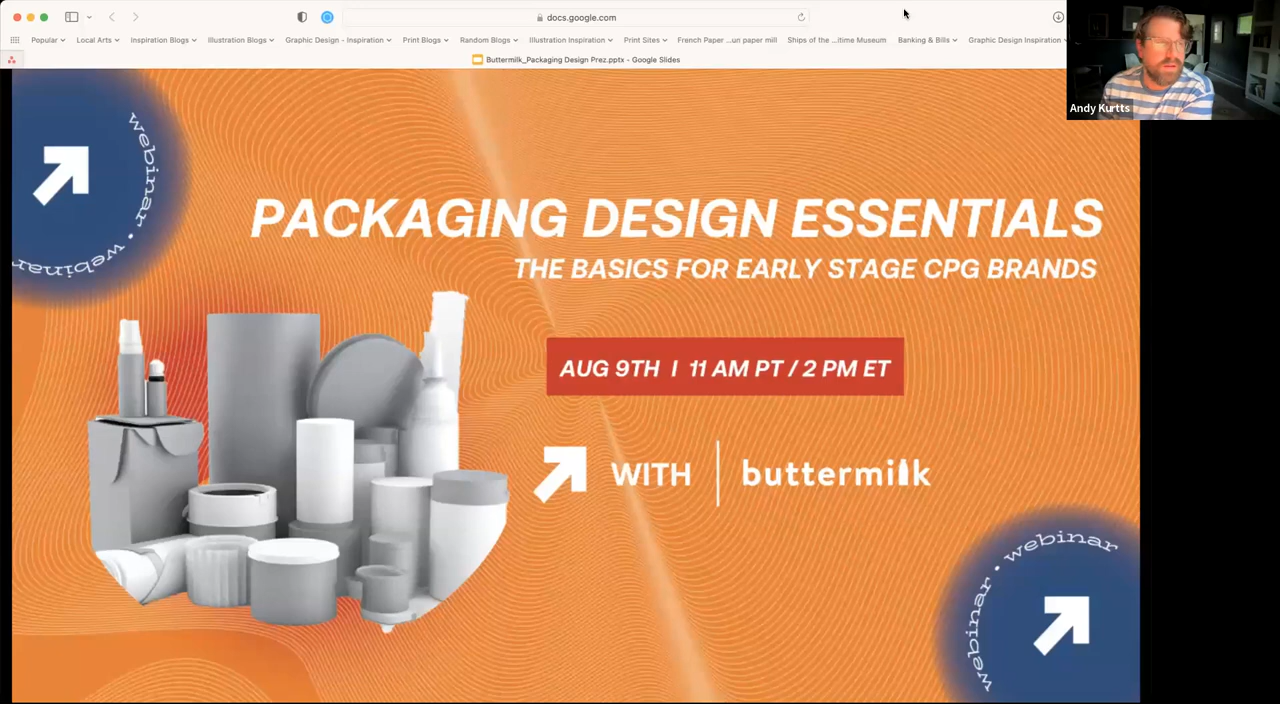 docs.google.com
Popular
Local Arts
Inspiration Blogs
Illustration Blogs
Graphic Design - Inspiration
Print Blogs
Random Blogs
Illustration Inspiration
Print Sites
French Paper ...un paper mill
Ships of the ...itime Museum
Banking & Bills
Graphic Design Inspiration
Buttermilk_Packaging Design Prez.pptx - Google Slides
Andy Kurtts
webinar • webinar
PACKAGING DESIGN ESSENTIALS
THE BASICS FOR EARLY STAGE CPG BRANDS
AUG 9TH I 11 AM PT / 2 PM ET
WITH
buttermilk
webinar • webinar